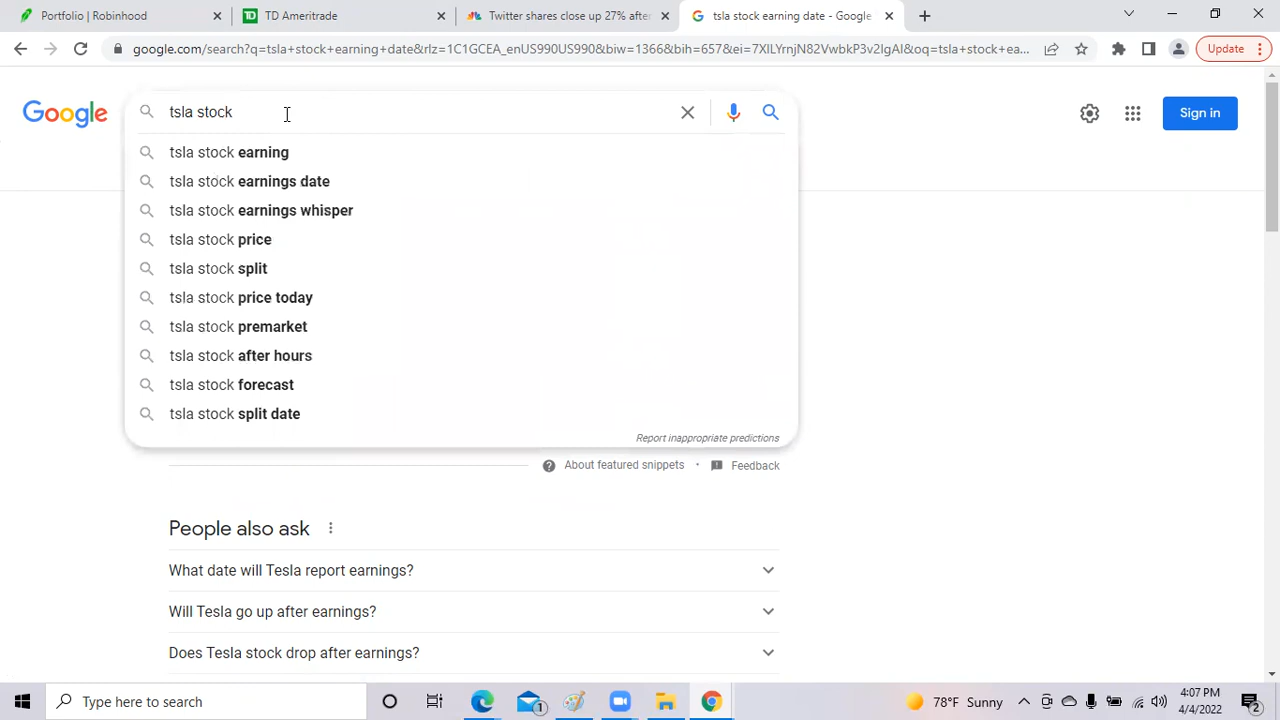 Portfolio | Robinhood
TD Ameritrade
Twitter shares close up 27% after
tsla stock earning date - Google
google.com/search?q=tsla+stock+earning+date&rlz=1C1GCEA_enUS990US990&biw=1366&bih=657&ei=7XlLYrnjN82VwbkP3v2lgAl&oq=tsla+stock+ea...
Update
Google
tsla stock
Sign in
tsla stock earning
tsla stock earnings date
tsla stock earnings whisper
tsla stock price
tsla stock split
tsla stock price today
tsla stock premarket
tsla stock after hours
tsla stock forecast
tsla stock split date
Report inappropriate predictions
About featured snippets • Feedback
People also ask
What date will Tesla report earnings?
Will Tesla go up after earnings?
Does Tesla stock drop after earnings?
Type here to search
1
78°F Sunny
4:07 PM
4/4/2022
2